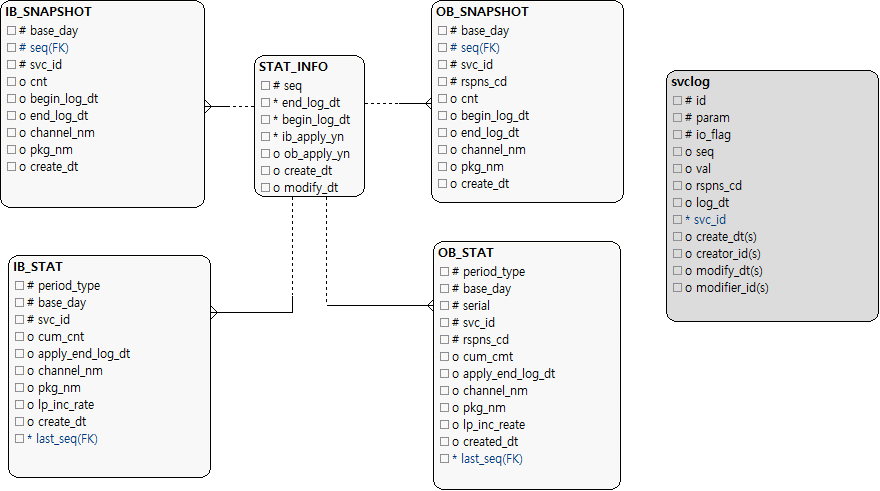 IB_SNAPSHOT
# base_day
# seq(FK)
# svc_id
o cnt
o begin_log_dt
o end_log_dt
o channel_nm
o pkg_nm
o create_dt
STAT_INFO
# seq
* end_log_dt
* begin_log_dt
* ib_apply_yn
o ob_apply_yn
o create_dt
o modify_dt
OB_SNAPSHOT
# base_day
# seq(FK)
# svc_id
# rspns_cd
o cnt
o begin_log_dt
o end_log_dt
o channel_nm
o pkg_nm
o create_dt
svclog
# id
# param
# io_flag
o seq
o val
o rspns_cd
o log_dt
* svc_id
o create_dt(s)
o creator_id(s)
o modify_dt(s)
o modifier_id(s)
IB_STAT
# period_type
# base_day
# svc_id
o cum_cnt
o apply_end_log_dt
o channel_nm
o pkg_nm
o lp_inc_rate
o create_dt
* last_seq(FK)
OB_STAT
# period_type
# base_day
# serial
# svc_id
# rspns_cd
o cum_cmt
o apply_end_log_dt
o channel_nm
o pkg_nm
o lp_inc_reate
o created_dt
* last_seq(FK)